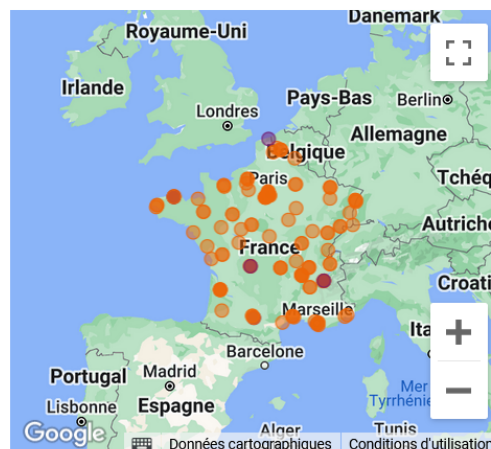 Danemark
Royaume-Uni
Irlande
Pays-Bas
Berlin
Londres
Allemagne
Belgique
Tchéq
Paris
Autriche
France
Croati
Marseille
Ita
Barcelone
Portugal
Madrid
Mer
Tyrrhénie
Lisbonne
Espagne
Google
Alger
Tunis
Données cartographiques
Conditions d'utilisation